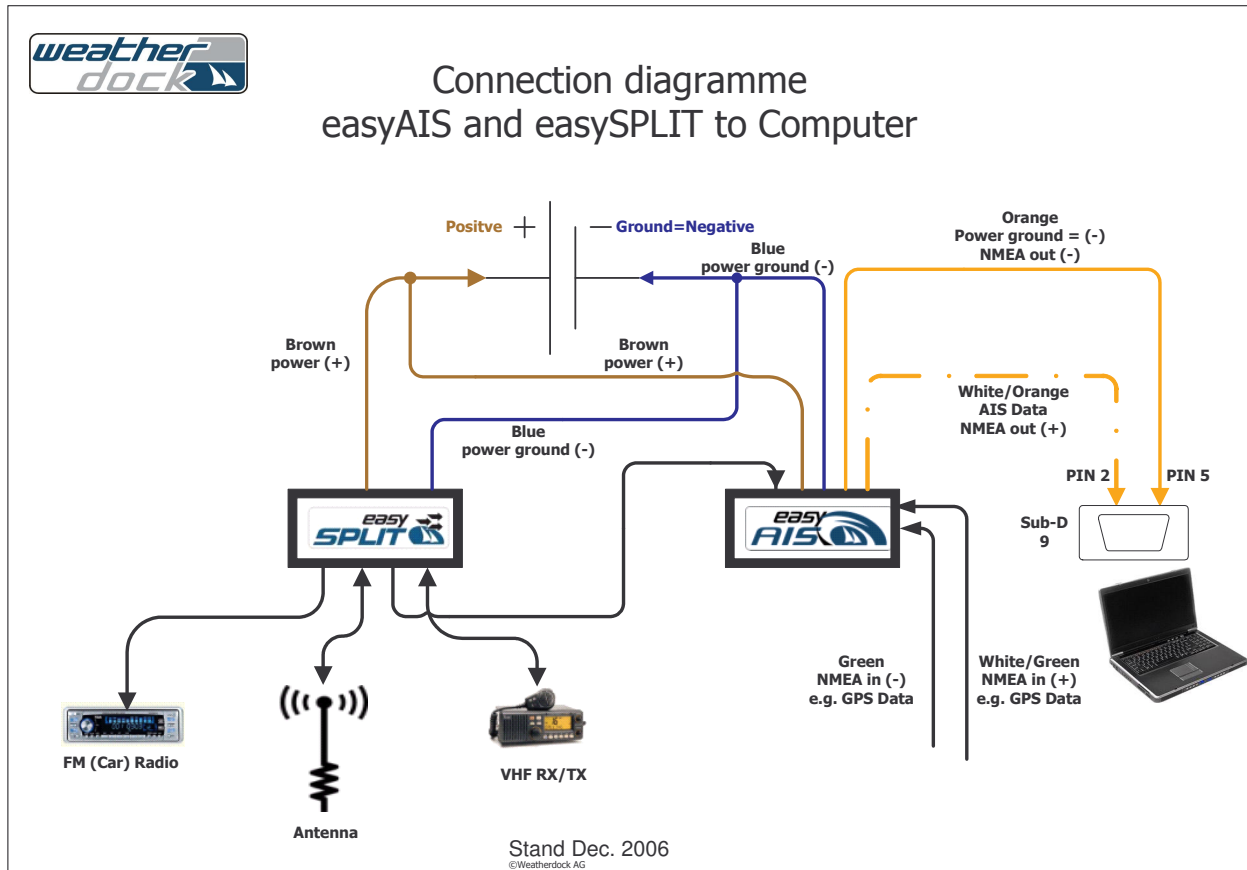 weather
dock
Connection diagramme
easyAIS and easySPLIT to Computer
Positve +
— Ground=Negative
Blue
power ground (-)
Orange
Power ground = (-)
NMEA out (-)
Brown
power (+)
Brown
power (+)
White/Orange
AIS Data
NMEA out (+)
Blue
power ground (-)
PIN 2
PIN 5
easy
SPLIT
easy
AIS
Sub-D
9
Green
NMEA in (-)
e.g. GPS Data
White/Green
NMEA in (+)
e.g. GPS Data
FM (Car) Radio
VHF RX/TX
Antenna
Stand Dec. 2006
©Weatherdock AG